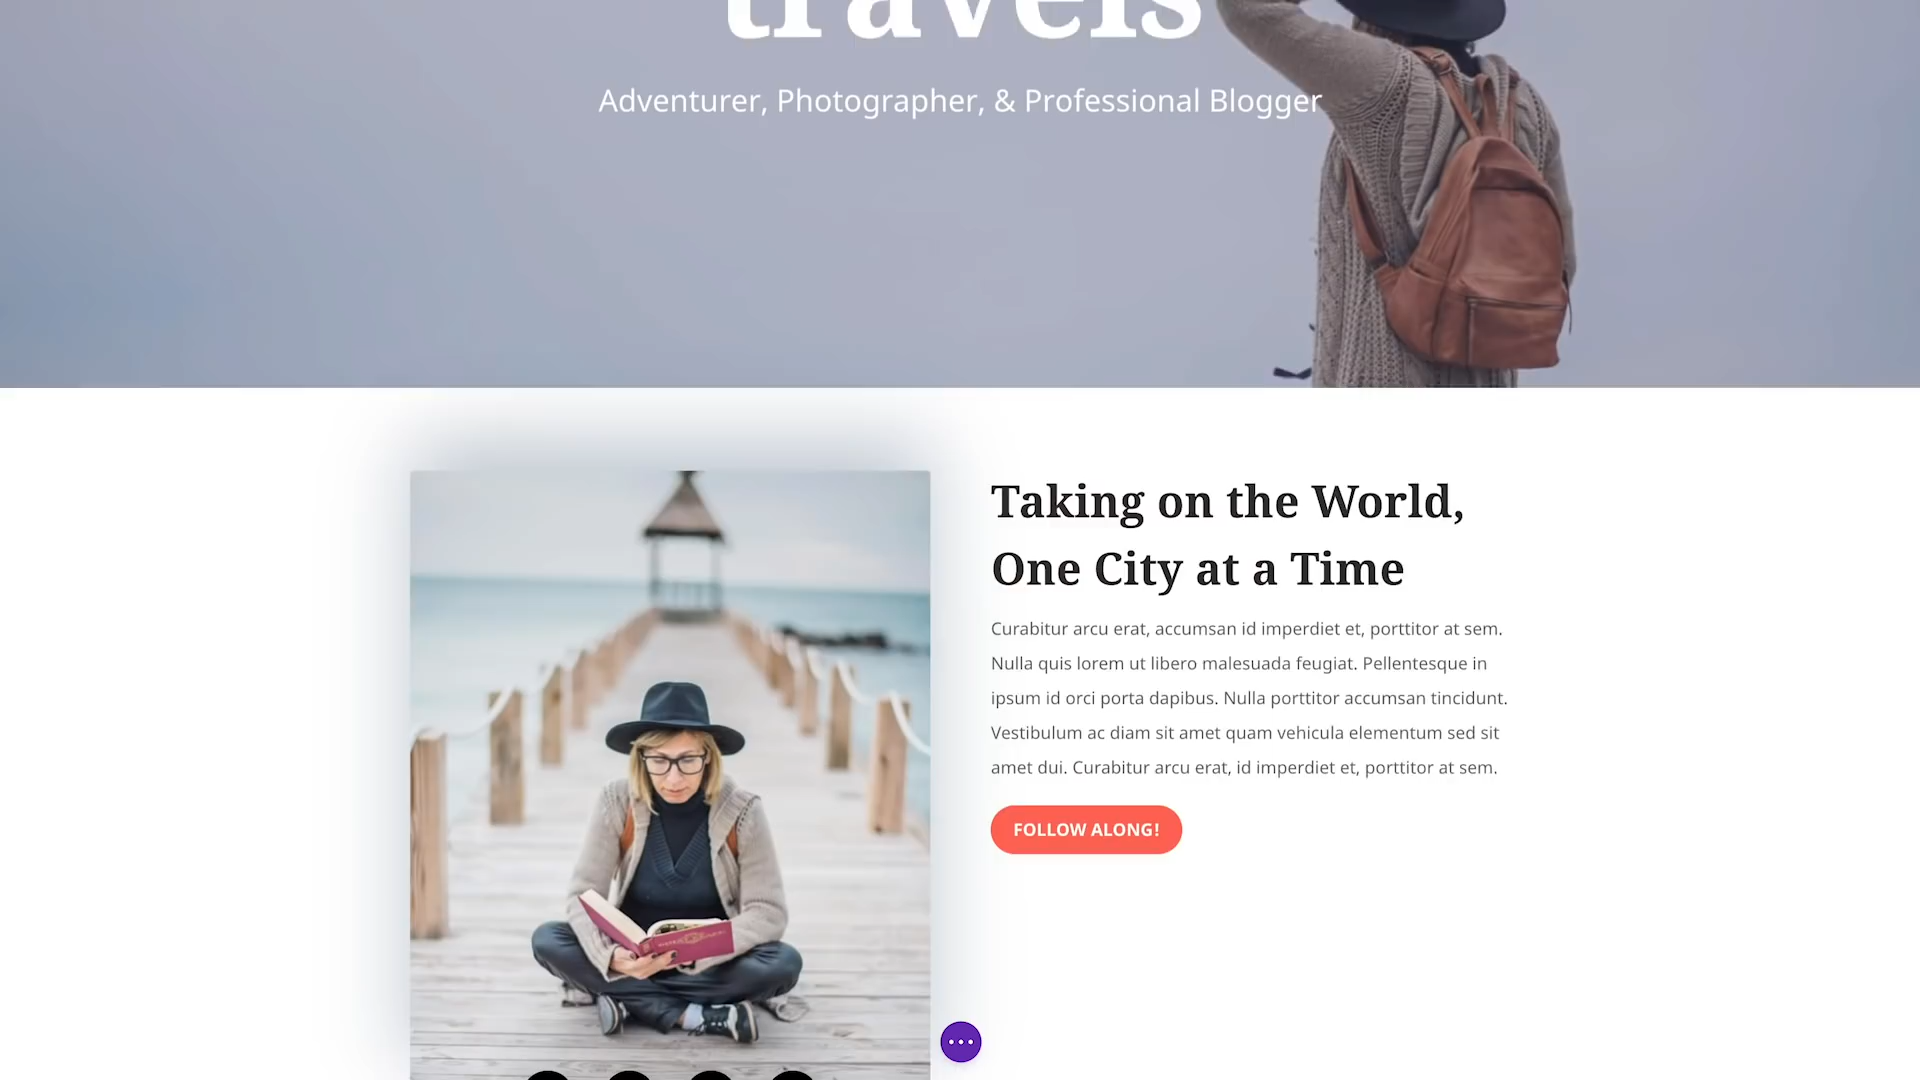 travels
Adventurer, Photographer, & Professional Blogger
Taking on the World,
One City at a Time
Curabitur arcu erat, accumsan id imperdiet et, porttitor at sem.
Nulla quis lorem ut libero malesuada feugiat. Pellentesque in
ipsum id orci porta dapibus. Nulla porttitor accumsan tincidunt.
Vestibulum ac diam sit amet quam vehicula elementum sed sit
amet dui. Curabitur arcu erat, id imperdiet et, porttitor at sem.
FOLLOW ALONG!